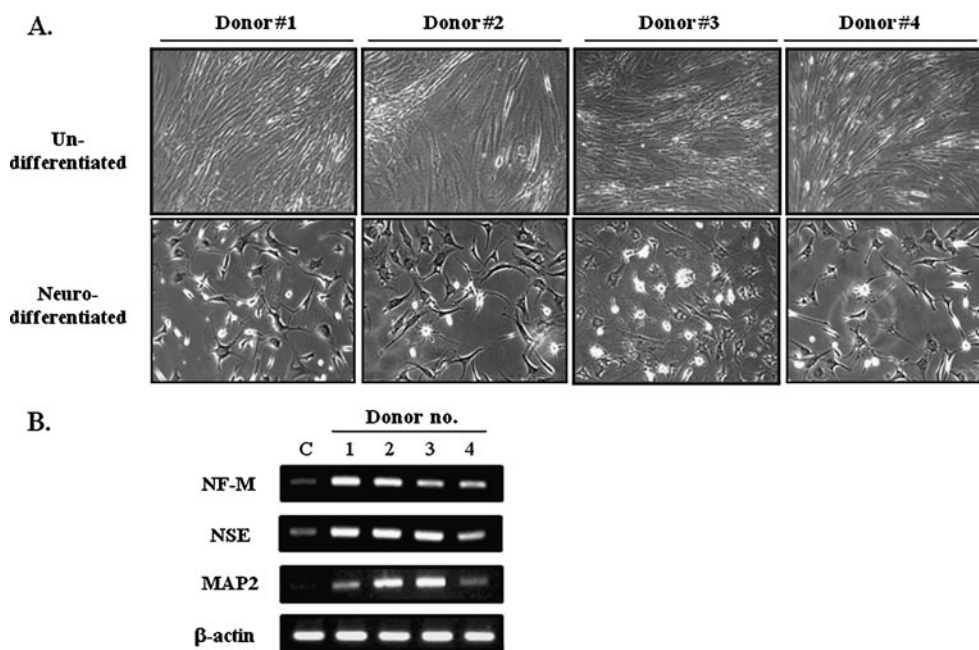 A.
Donor #1 Donor #2 Donor #3 Donor #4
Un-
differentiated
Neuro-
differentiated
B.
Donor no.
C 1 2 3 4
NF-M
NSE
MAP2
β-actin